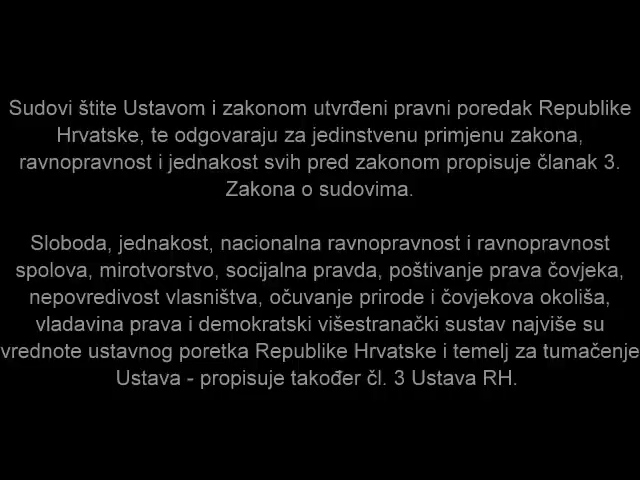 Sudovi štite Ustavom i zakonom utvrđeni pravni poredak Republike
Hrvatske, te odgovaraju za jedinstvenu primjenu zakona,
ravnopravnost i jednakost svih pred zakonom propisuje članak 3.
Zakona o sudovima.
Sloboda, jednakost, nacionalna ravnopravnost i ravnopravnost
spolova, mirotvorstvo, socijalna pravda, poštivanje prava čovjeka,
nepovredivost vlasništva, očuvanje prirode i čovjekova okoliša,
vladavina prava i demokratski višestranački sustav najviše su
vrednote ustavnog poretka Republike Hrvatske i temelj za tumačenje
Ustava - propisuje također čl. 3 Ustava RH.